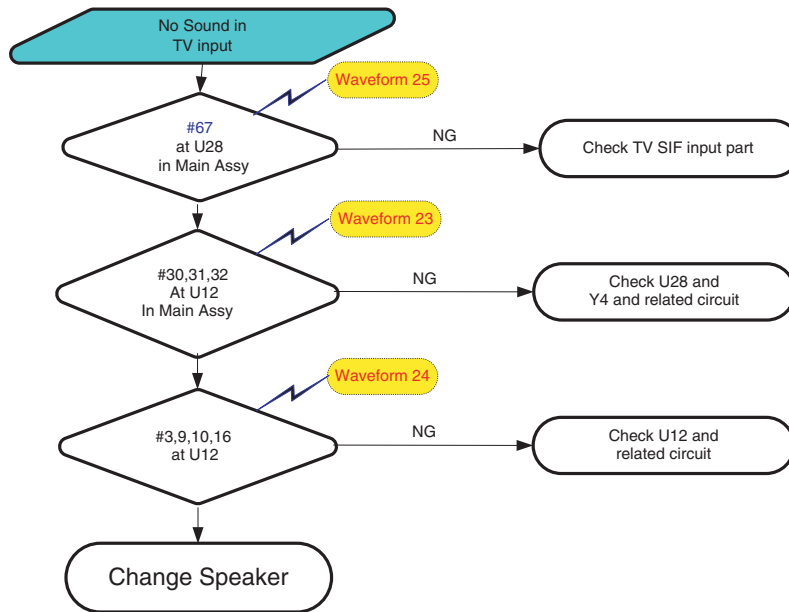 No Sound in
TV input
Waveform 25
#67
at U28
in Main Assy
NG
Check TV SIF input part
Waveform 23
#30,31,32
At U12
In Main Assy
NG
Check U28 and
Y4 and related circuit
Waveform 24
#3,9,10,16
at U12
NG
Check U12 and
related circuit
Change Speaker